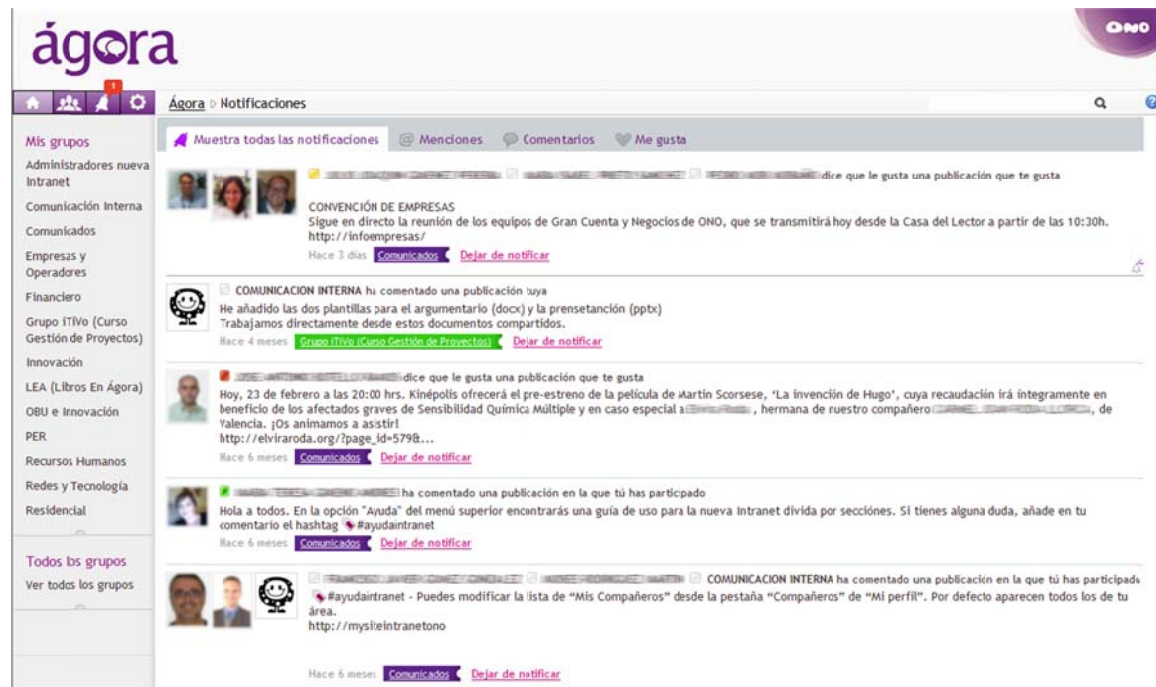 ágora
ONO
1
Ágora Notificaciones
Mis grupos
Administradores nueva
Intranet
Comunicación Interna
Comunicados
Empresas y
Operadores
Financiero
Grupo iTiVo (Curso
Gestión de Proyectos)
Innovación
LEA (Libros En Ágora)
OBU e Innovación
PER
Recursos Humanos
Redes y Tecnología
Residencial
Todos los grupos
Ver todos los grupos
Muestra todas las notificaciones @ Menciones Comentarios Me gusta
dice que le gusta una publicación que te gusta
CONVENCIÓN DE EMPRESAS
Sigue en directo la reunión de los equipos de Gran Cuenta y Negocios de ONO, que se transmitirá hoy desde la Casa del Lector a partir de las 10:30h.
http://infoempresas/
Hace 3 días Comunicados Dejar de notificar
COMUNICACION INTERNA ha comentado una publicación tuya
He añadido las dos plantillas para el argumentario (docx) y la prensetanción (pptx)
Trabajamos directamente desde estos documentos compartidos.
Hace 4 meses Grupo iTiVo (Curso Gestión de Proyectos) Dejar de notificar
dice que le gusta una publicación que te gusta
Hoy, 23 de febrero a las 20:00 hrs. Kinépolis ofrecerá el pre-estreno de la película de Martin Scorsese, ‘La invención de Hugo’, cuya recaudación irá íntegramente en
beneficio de los afectados graves de Sensibilidad Química Múltiple y en caso especial a , hermana de nuestro compañero , de
Valencia. ¡Os animamos a asistir!
http://elviraroda.org/?page_id=579&...
Hace 6 meses Comunicados Dejar de notificar
ha comentado una publicación en la que tú has participado
Hola a todos. En la opción "Ayuda" del menú superior encontrarás una guía de uso para la nueva Intranet divida por secciónes. Si tienes alguna duda, añade en tu
comentario el hashtag #ayudaintranet
Hace 6 meses Comunicados Dejar de notificar
COMUNICACION INTERNA ha comentado una publicación en la que tú has participado
#ayudaintranet - Puedes modificar la lista de “Mis Compañeros” desde la pestaña “Compañeros” de “Mi perfil”. Por defecto aparecen todos los de tu
área.
http://mysiteintranetono
Hace 6 meses Comunicados Dejar de notificar